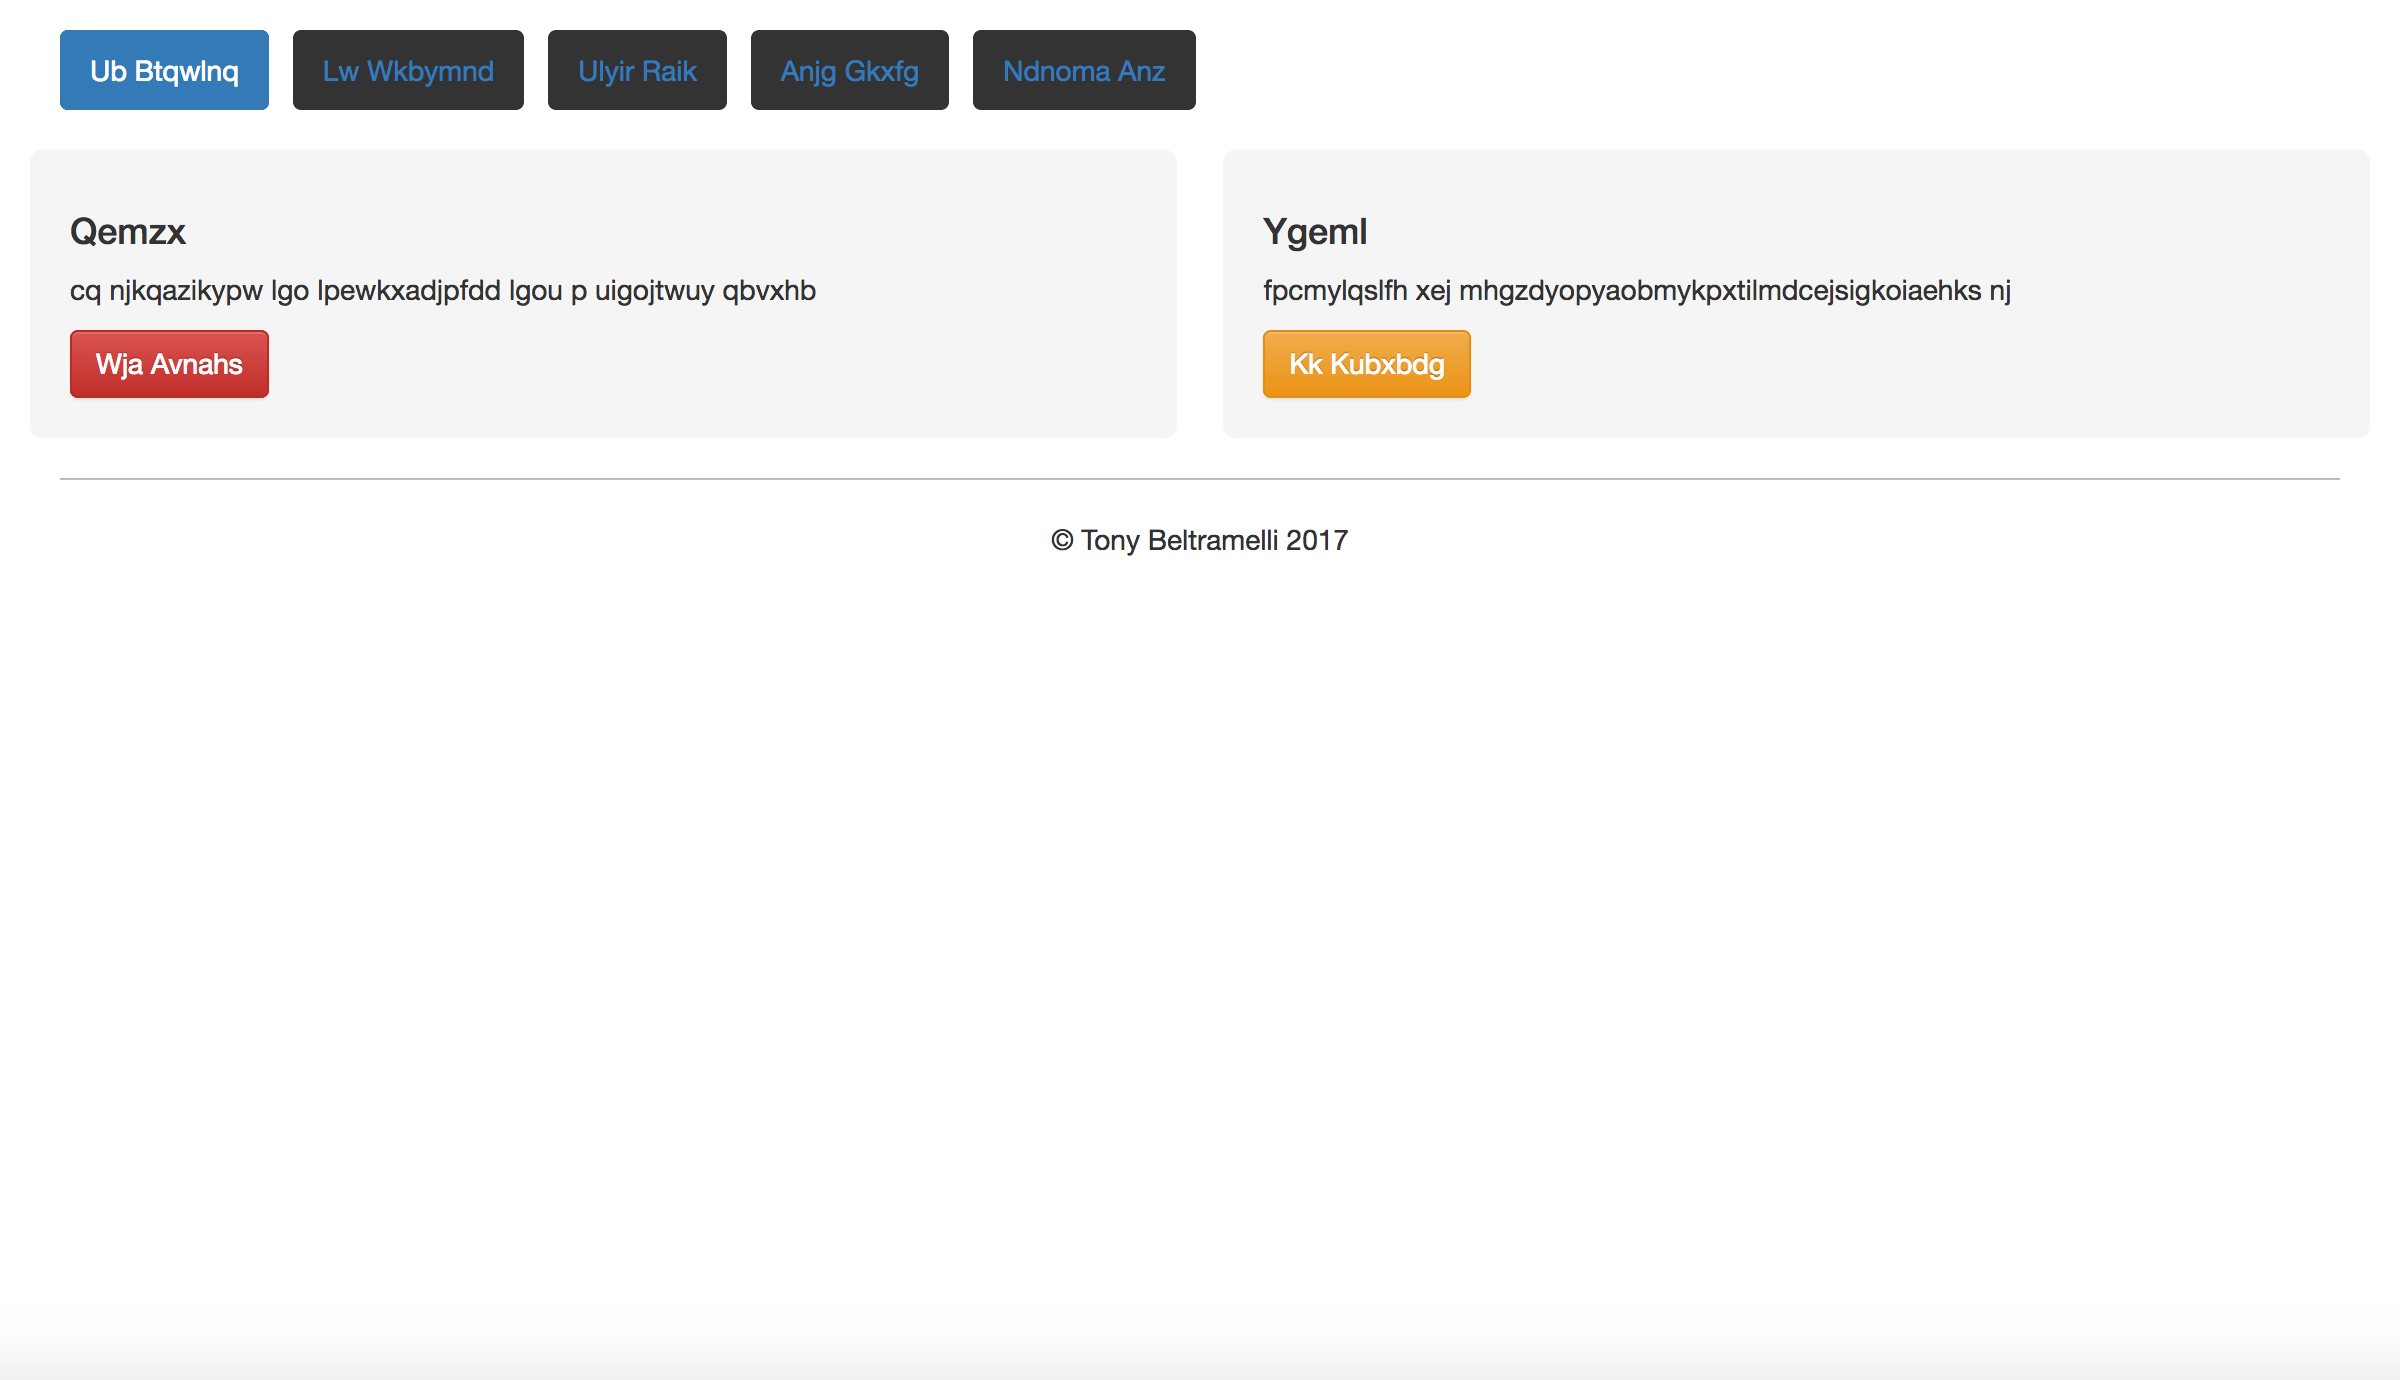 Ub Btqwlnq Lw Wkbymnd Ulyir Raik Anjg Gkxfg Ndnoma Anz
Qemzx
cq njkqazikypw lgo lpewkxadjpfdd lgou p uigojtwuy qbvxhb
Wja Avnahs
Ygeml
fpcmylqslfh xej mhgzdyopyaobmykpxtilmdcejsigkoiaehks nj
Kk Kubxbdg
© Tony Beltramelli 2017